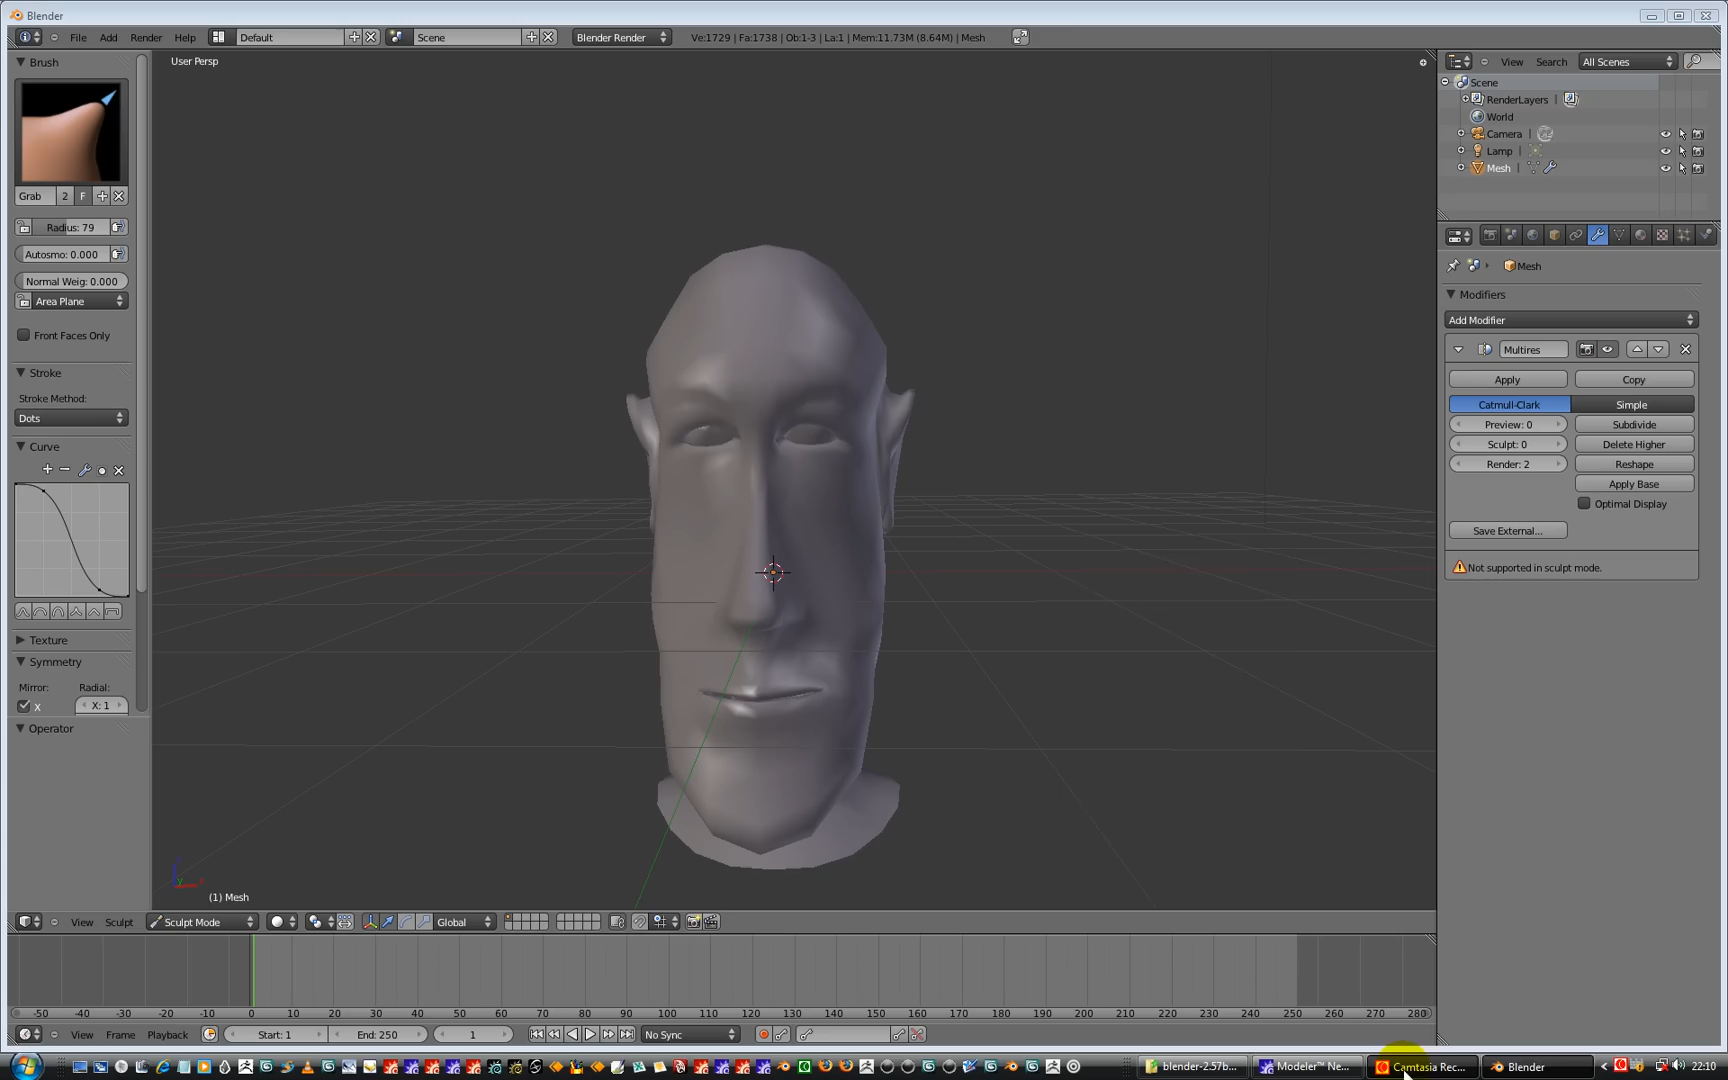 Blender
File Add Render Help Default Scene Blender Render Ve:1729 | Fa:1738 | Ob:1-3 | La:1 | Mem:11.73M (8.64M) | Mesh
Brush
User Persp
Grab 2 F
Radius: 79
Autosmo: 0.000
Normal Weig: 0.000
Area Plane
Front Faces Only
Stroke
Stroke Method:
Dots
Curve
Texture
Symmetry
Mirror: Radial:
X X: 1
Operator
(1) Mesh
View Sculpt Sculpt Mode Global
-50 -40 -30 -20 -10 0 10 20 30 40 50 60 70 80 90 100 110 120 130 140 150 160 170 180 190 200 210 220 230 240 250 260 270 280
View Frame Playback Start: 1 End: 250 1 No Sync
View Search All Scenes
Scene
RenderLayers |
World
Camera |
Lamp |
Mesh |
Mesh
Modifiers
Add Modifier
Multires
Apply Copy
Catmull-Clark Simple
Preview: 0 Subdivide
Sculpt: 0 Delete Higher
Render: 2 Reshape
Apply Base
Optimal Display
Save External...
Not supported in sculpt mode.
blender-2.57b... Modeler™ Ne... Camtasia Rec... Blender 22:10